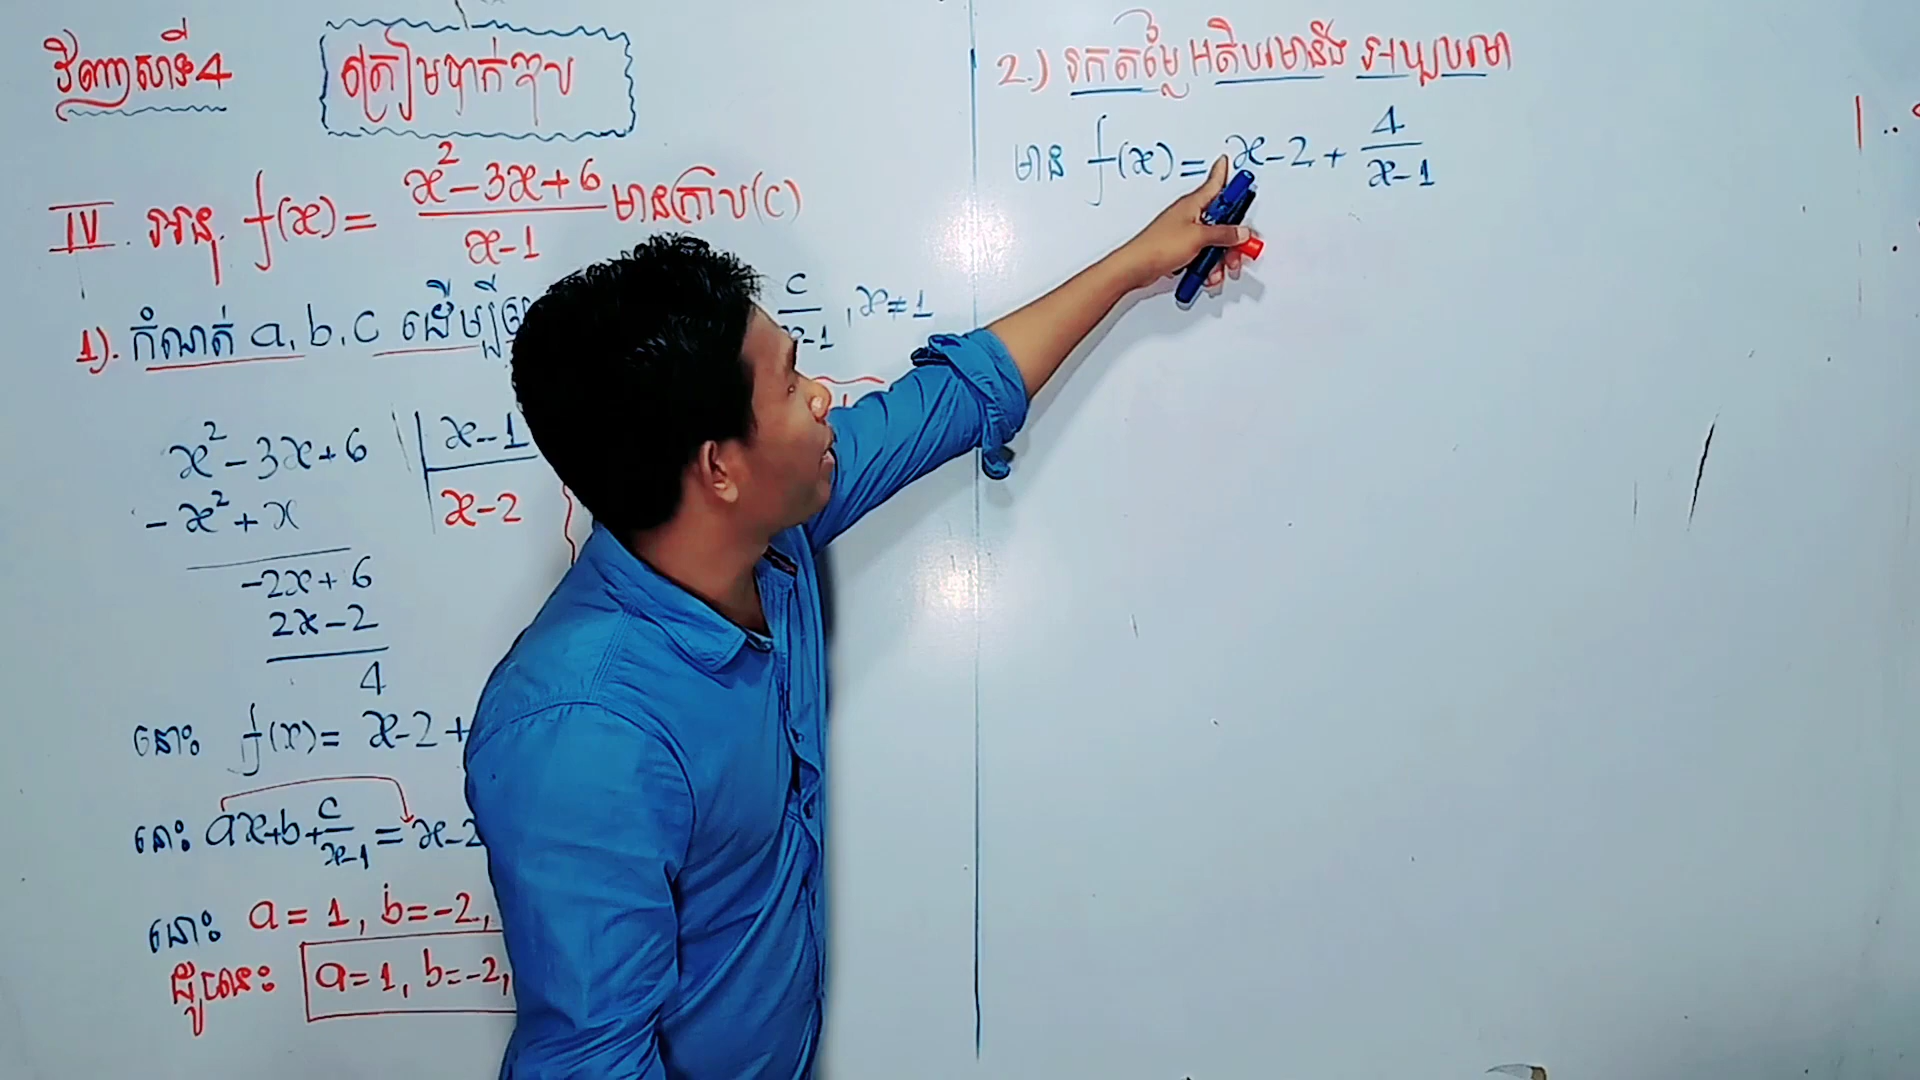 វិញ្ញាសាទី4
ត្រៀមបាក់ឌុប
IV. អនុ. f(x) = (x² - 3x + 6)/(x - 1) មានក្រាប (c)
1). កំណត់ a, b, c ដើម្បី c/(x-1) , x ≠ 1
x² - 3x + 6 | x - 1
- x² + x | x - 2
-2x + 6
2x - 2
4
នោះ f(x) = x - 2 +
នោះ ax + b + c/(x-1) = x - 2
នោះ a = 1, b = -2,
ដូចនេះ a = 1, b = -2,
2.) រកតម្លៃអតិបរមានិង អប្បបរមា
មាន f(x) = x - 2 + 4/(x - 1)